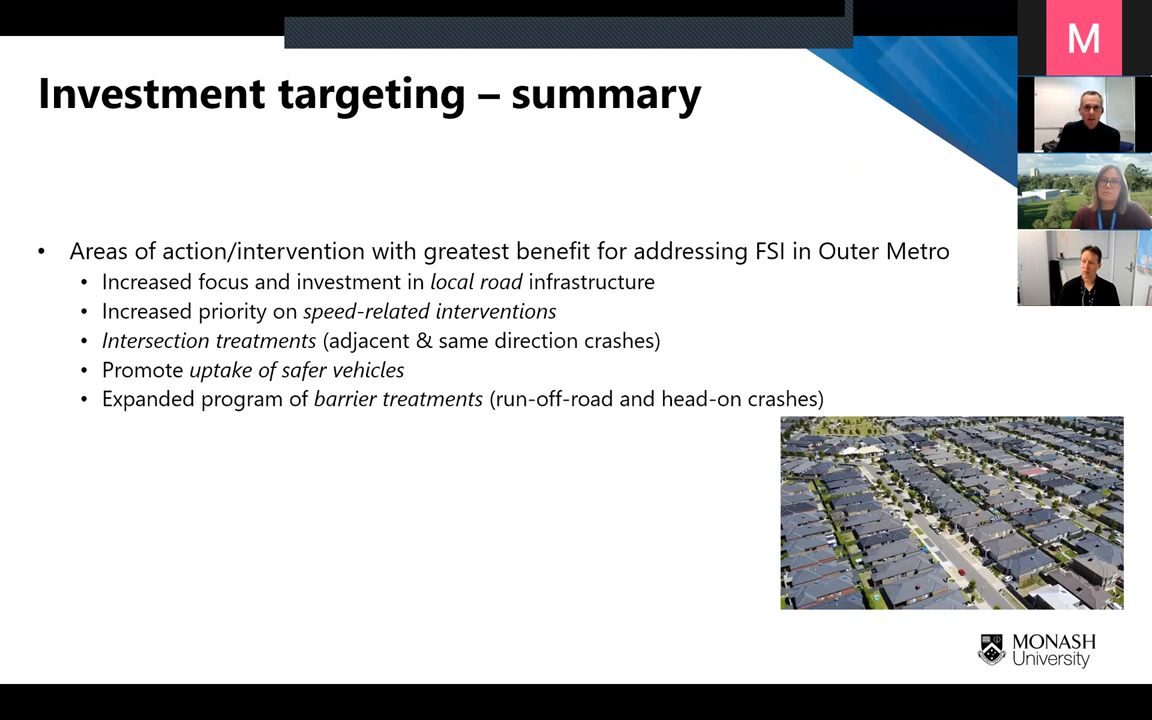 M
Investment targeting – summary
• Areas of action/intervention with greatest benefit for addressing FSI in Outer Metro
• Increased focus and investment in local road infrastructure
• Increased priority on speed-related interventions
• Intersection treatments (adjacent & same direction crashes)
• Promote uptake of safer vehicles
• Expanded program of barrier treatments (run-off-road and head-on crashes)
MONASH
University